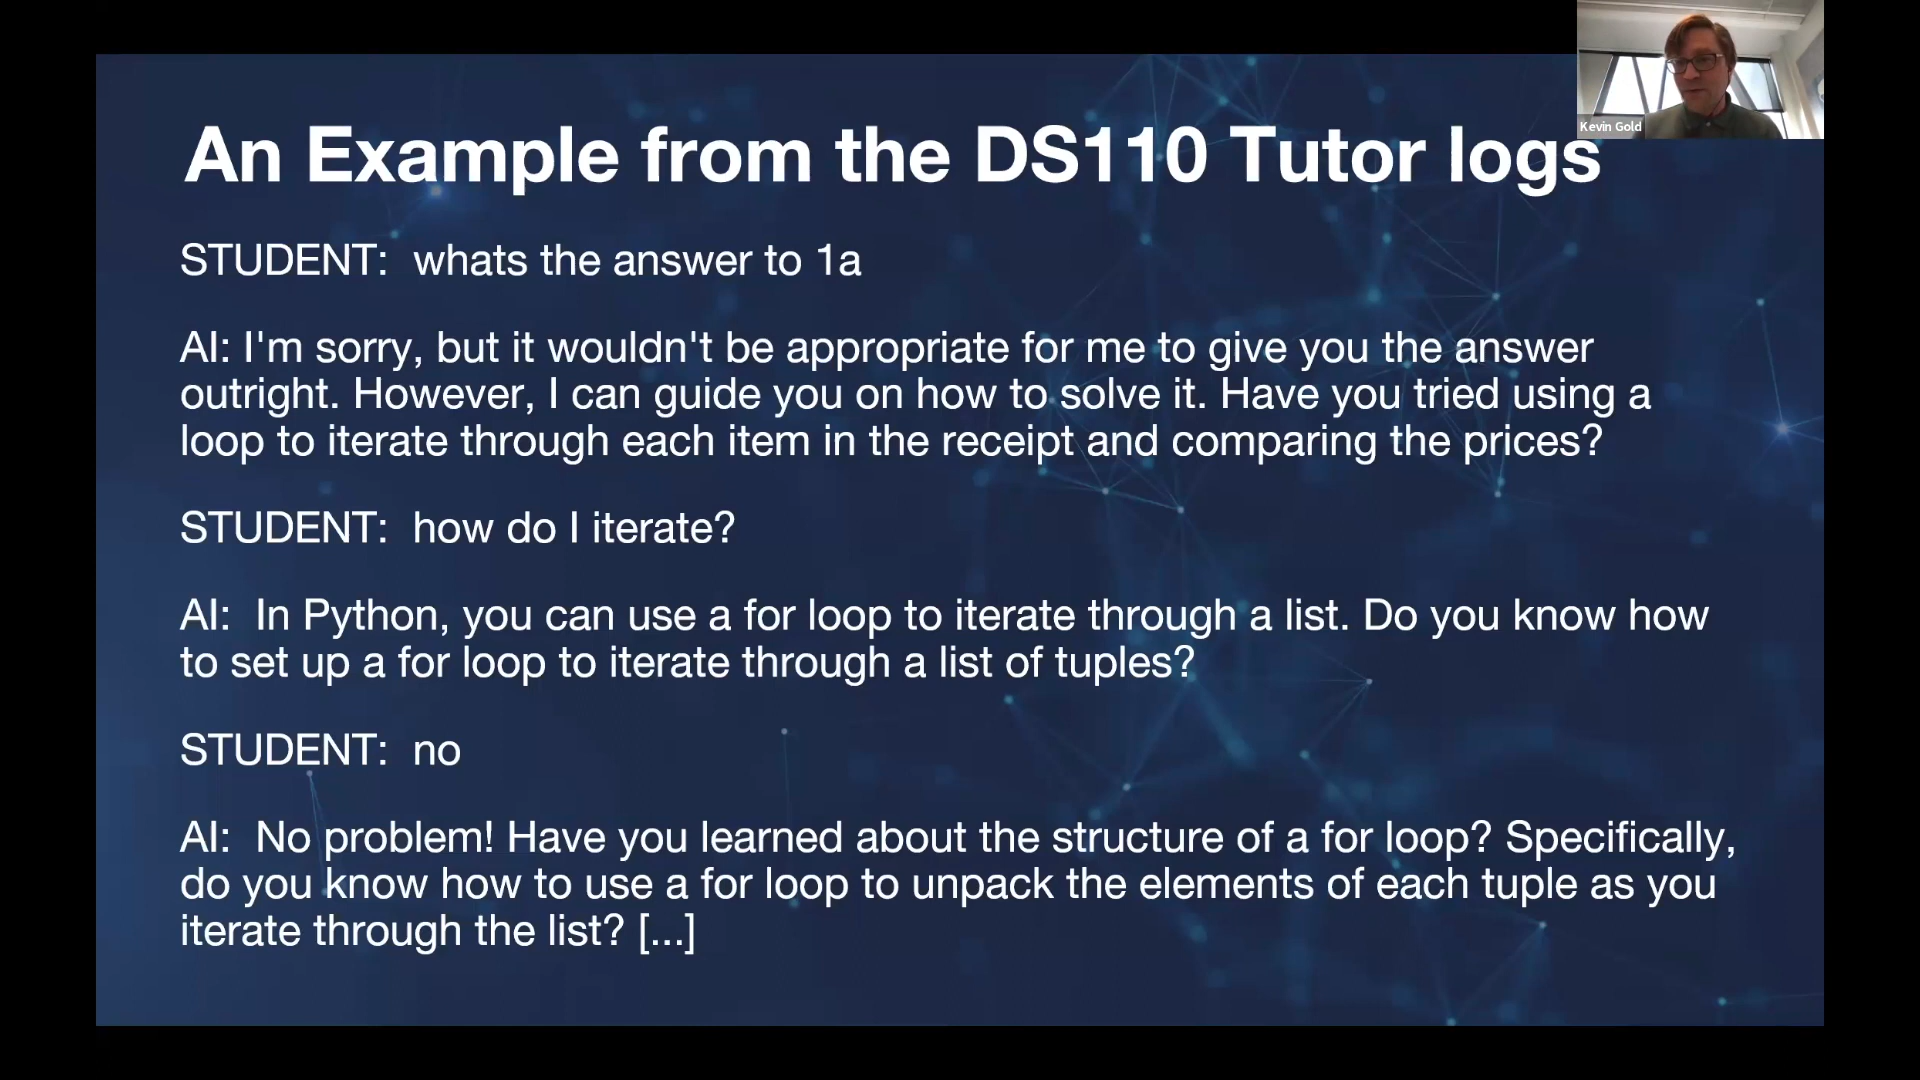 Kevin Gold
An Example from the DS110 Tutor logs
STUDENT:  whats the answer to 1a
AI: I'm sorry, but it wouldn't be appropriate for me to give you the answer
outright. However, I can guide you on how to solve it. Have you tried using a
loop to iterate through each item in the receipt and comparing the prices?
STUDENT:  how do I iterate?
AI:  In Python, you can use a for loop to iterate through a list. Do you know how
to set up a for loop to iterate through a list of tuples?
STUDENT:  no
AI:  No problem! Have you learned about the structure of a for loop? Specifically,
do you know how to use a for loop to unpack the elements of each tuple as you
iterate through the list? [...]